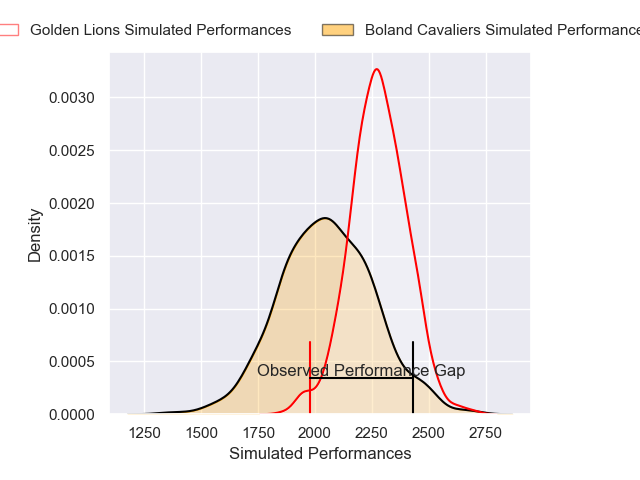 Golden Lions Simulated Performances
Boland Cavaliers Simulated Performance
0.0030
0.0025
0.0020
0.0015
0.0010
0.0005
0.0000
Density
Observed Performance Gap
1250 1500 1750 2000 2250 2500 2750
Simulated Performances